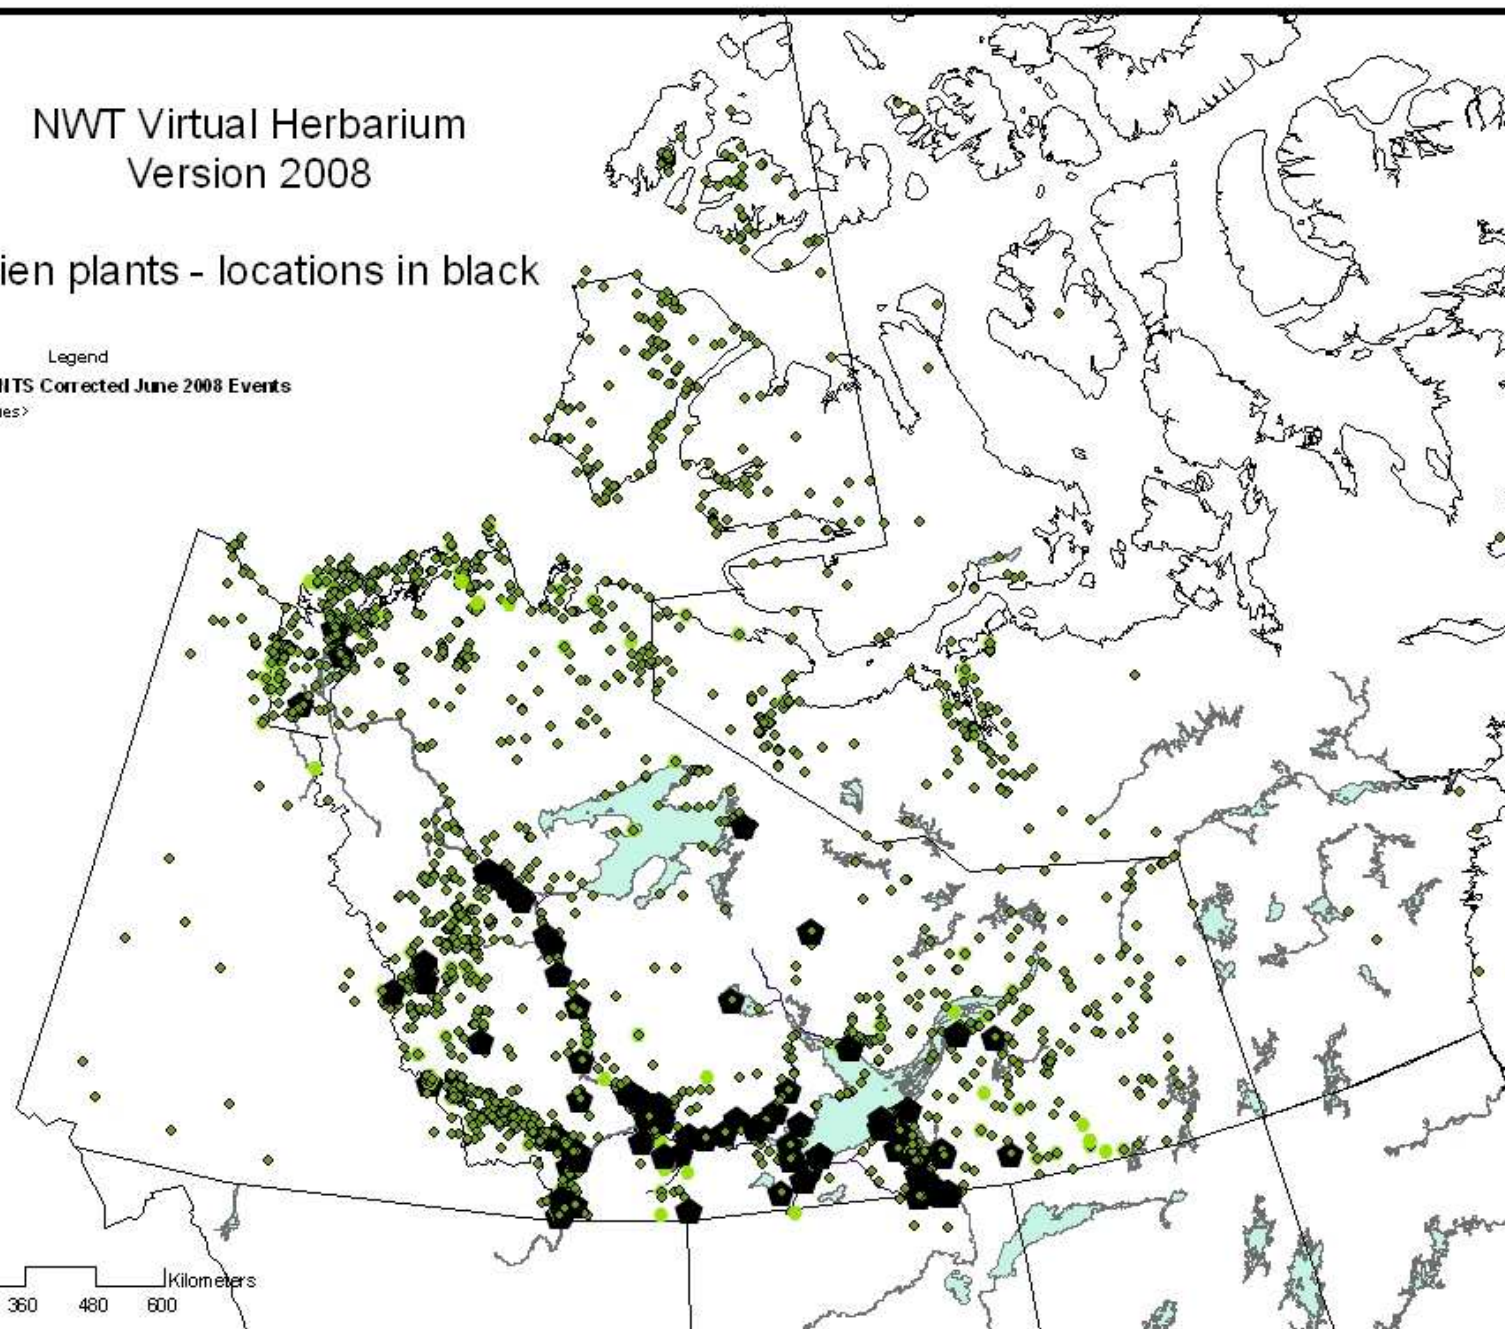 NWT Virtual Herbarium
Version 2008
ien plants - locations in black
Legend
NTS Corrected June 2008 Events
ues>
Kilometers
360 480 600